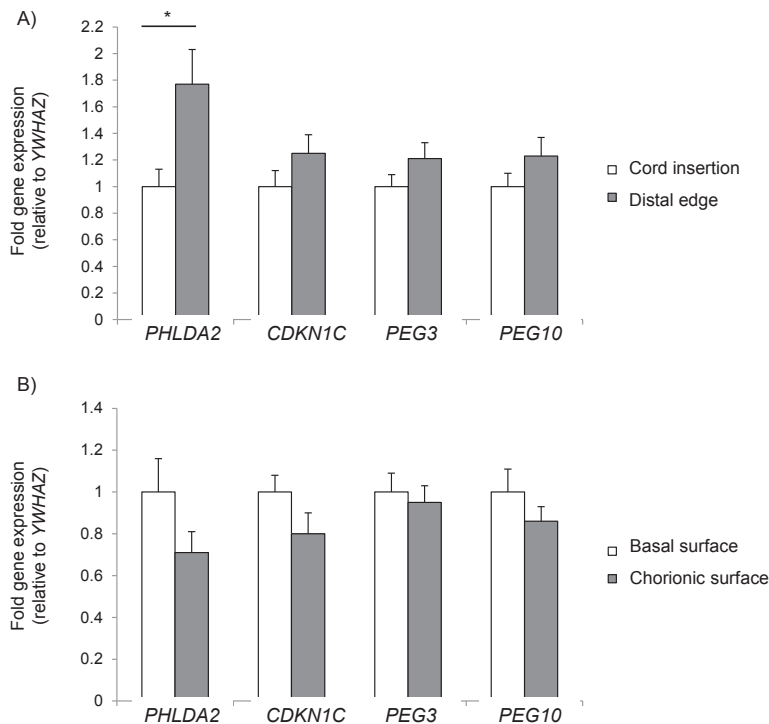 A)
*
Fold gene expression
(relative to YWHAZ)
2.2
2
1.8
1.6
1.4
1.2
1
0.8
0.6
0.4
0.2
0
PHLDA2 CDKN1C PEG3 PEG10
Cord insertion
Distal edge
B)
Fold gene expression
(relative to YWHAZ)
1.4
1.2
1
0.8
0.6
0.4
0.2
0
PHLDA2 CDKN1C PEG3 PEG10
Basal surface
Chorionic surface